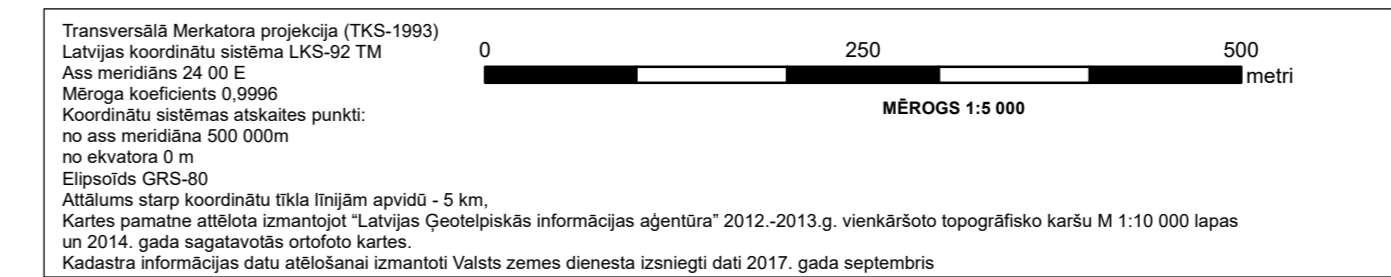 Transversālā Merkatora projekcija (TKS-1993)
Latvijas koordinātu sistēma LKS-92 TM
Ass meridiāns 24 00 E
Mēroga koeficients 0,9996
Koordinātu sistēmas atskaites punkti:
no ass meridiāna 500 000m
no ekvatora 0 m
Elipsoīds GRS-80
Attālums starp koordinātu tīkla līnijām apvidū - 5 km,
Kartes pamatne attēlota izmantojot “Latvijas Ģeotelpiskās informācijas aģentūra” 2012.-2013.g. vienkāršoto topogrāfisko karšu M 1:10 000 lapas
un 2014. gada sagatavotās ortofoto kartes.
Kadastra informācijas datu atēlošanai izmantoti Valsts zemes dienesta izsniegti dati 2017. gada septembris
0 250 500
metri
MĒROGS 1:5 000